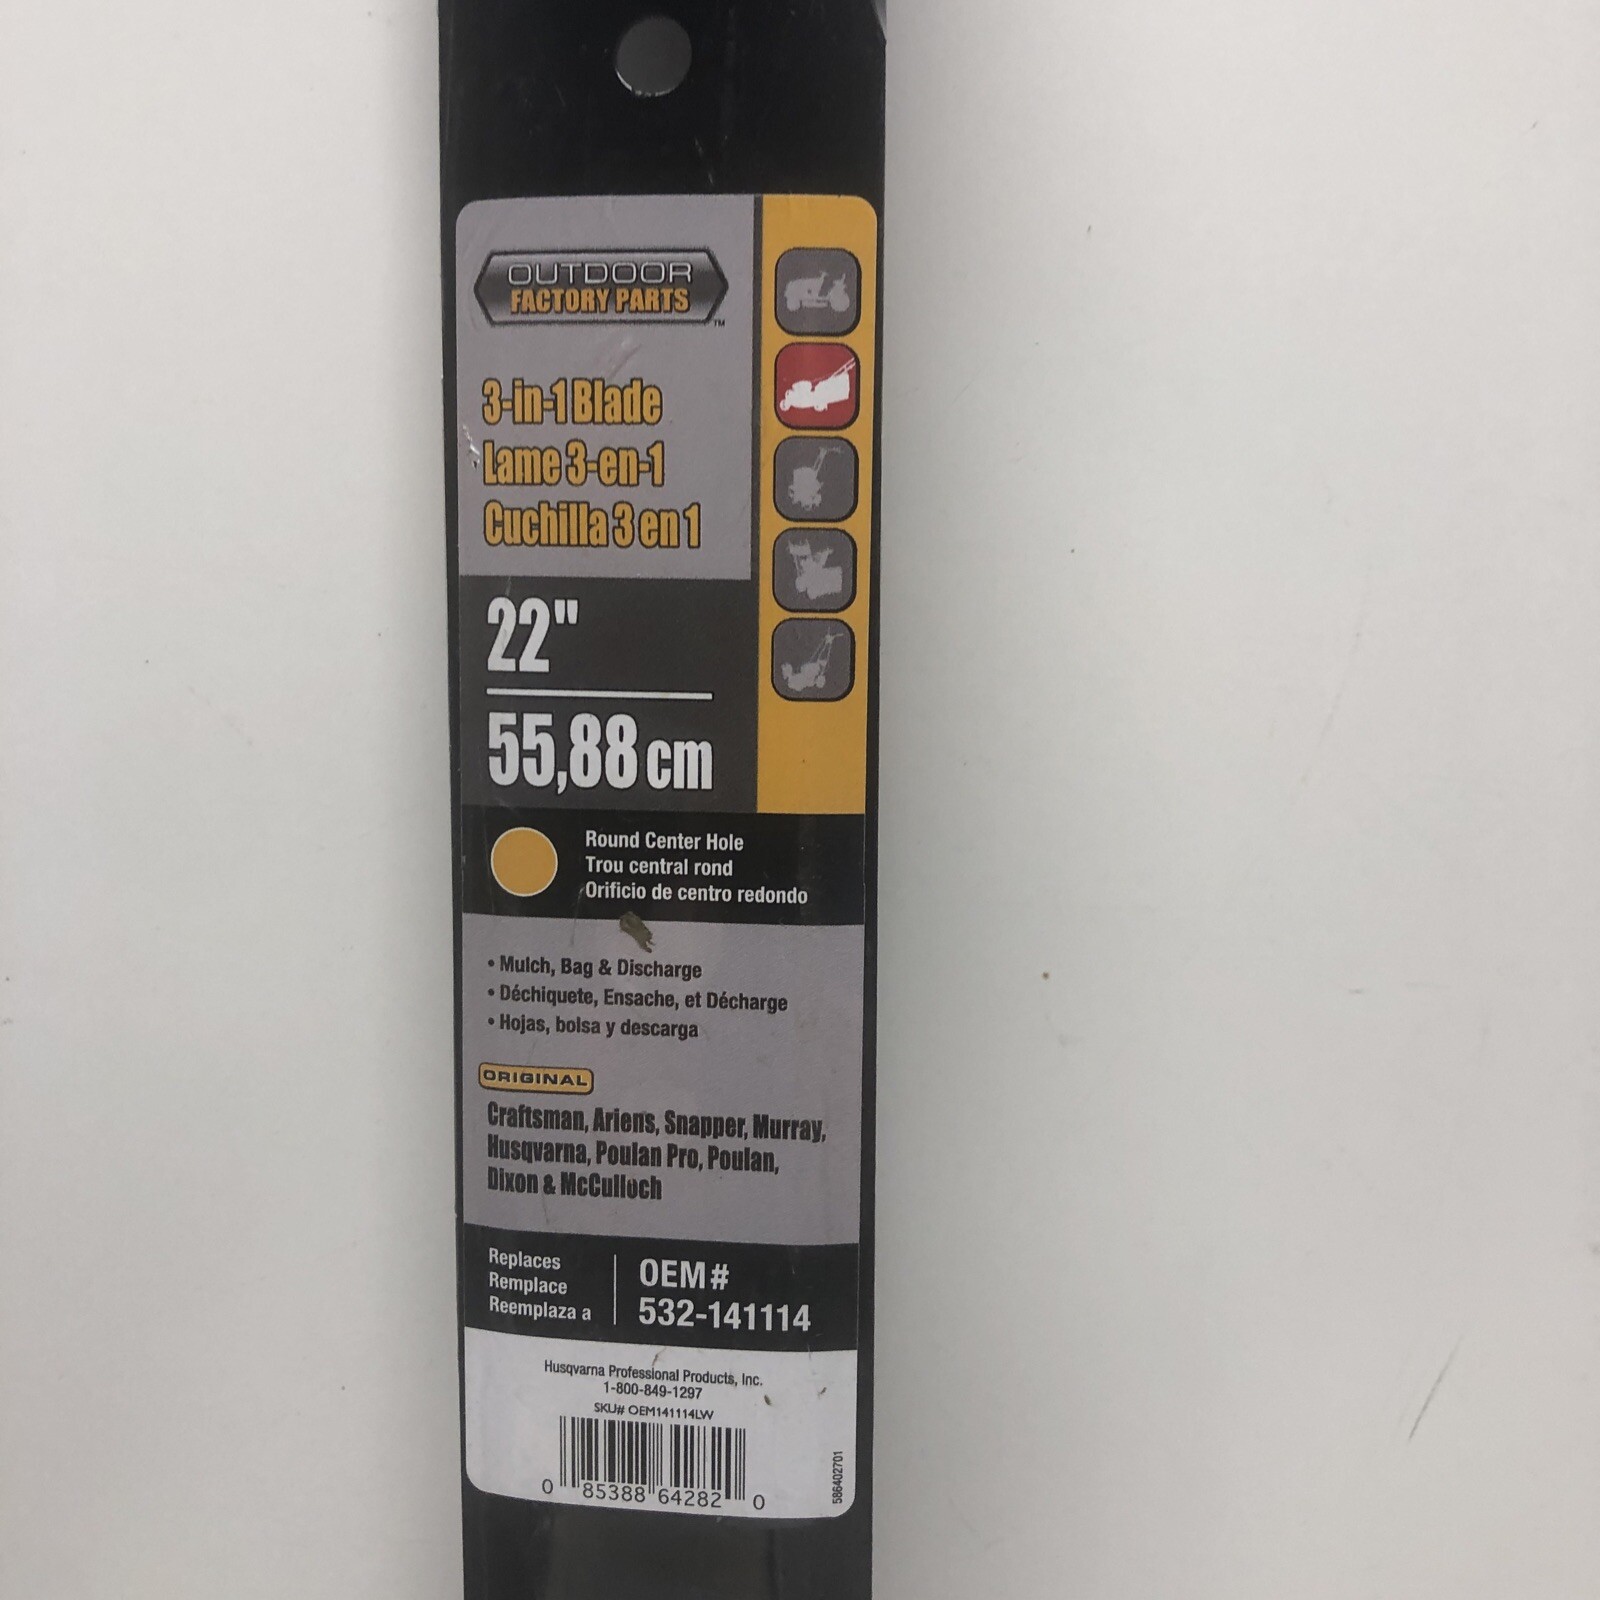 OUTDOOR
FACTORY PARTS
™
3-in-1 Blade
Lame 3-en-1
Cuchilla 3 en 1
22"
55,88 cm
Round Center Hole
Trou central rond
Orificio de centro redondo
• Mulch, Bag & Discharge
• Déchiquete, Ensache, et Décharge
• Hojas, bolsa y descarga
ORIGINAL
Craftsman, Ariens, Snapper, Murray,
Husqvarna, Poulan Pro, Poulan,
Dixon & McCulloch
Replaces
Remplace
Reemplaza a
OEM#
532-141114
Husqvarna Professional Products, Inc.
1-800-849-1297
SKU# OEM141114LW
0 85388 64282 0
586402701